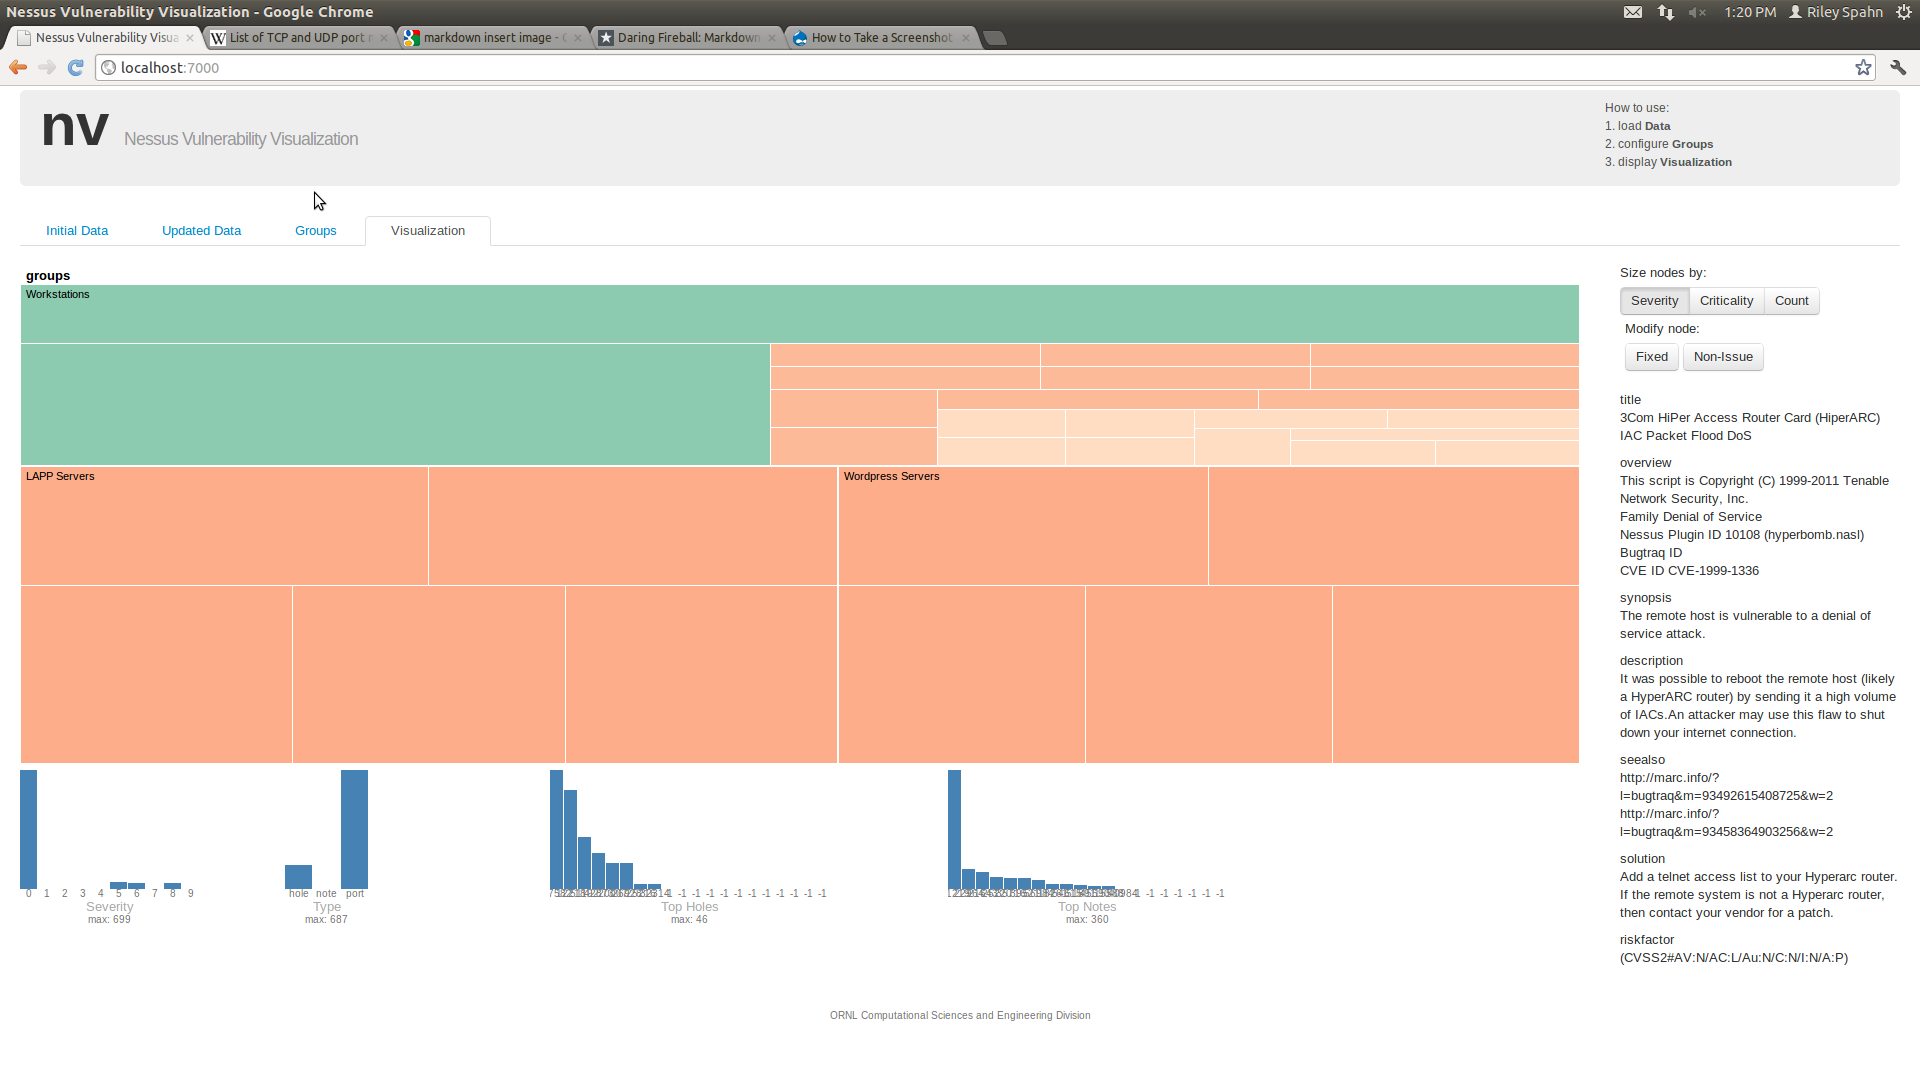 Nessus Vulnerability Visualization - Google Chrome
1:20 PM Riley Spahn
Nessus Vulnerability Visua
List of TCP and UDP port
markdown insert image -
Daring Fireball: Markdown
How to Take a Screenshot
localhost:7000
nv Nessus Vulnerability Visualization
How to use:
1. load Data
2. configure Groups
3. display Visualization
Initial Data
Updated Data
Groups
Visualization
groups
Workstations
LAPP Servers
Wordpress Servers
0 1 2 3 4 5 6 7 8 9
Severity
max: 699
hole note port
Type
max: 687
-1 -1 -1 -1 -1 -1 -1 -1 -1 -1 -1
Top Holes
max: 46
-1 -1 -1 -1 -1 -1 -1
Top Notes
max: 360
Size nodes by:
Severity Criticality Count
Modify node:
Fixed Non-Issue
title
3Com HiPer Access Router Card (HiperARC)
IAC Packet Flood DoS
overview
This script is Copyright (C) 1999-2011 Tenable
Network Security, Inc.
Family Denial of Service
Nessus Plugin ID 10108 (hyperbomb.nasl)
Bugtraq ID
CVE ID CVE-1999-1336
synopsis
The remote host is vulnerable to a denial of
service attack.
description
It was possible to reboot the remote host (likely
a HyperARC router) by sending it a high volume
of IACs.An attacker may use this flaw to shut
down your internet connection.
seealso
http://marc.info/?
l=bugtraq&m=93492615408725&w=2
http://marc.info/?
l=bugtraq&m=93458364903256&w=2
solution
Add a telnet access list to your Hyperarc router.
If the remote system is not a Hyperarc router,
then contact your vendor for a patch.
riskfactor
(CVSS2#AV:N/AC:L/Au:N/C:N/I:N/A:P)
ORNL Computational Sciences and Engineering Division